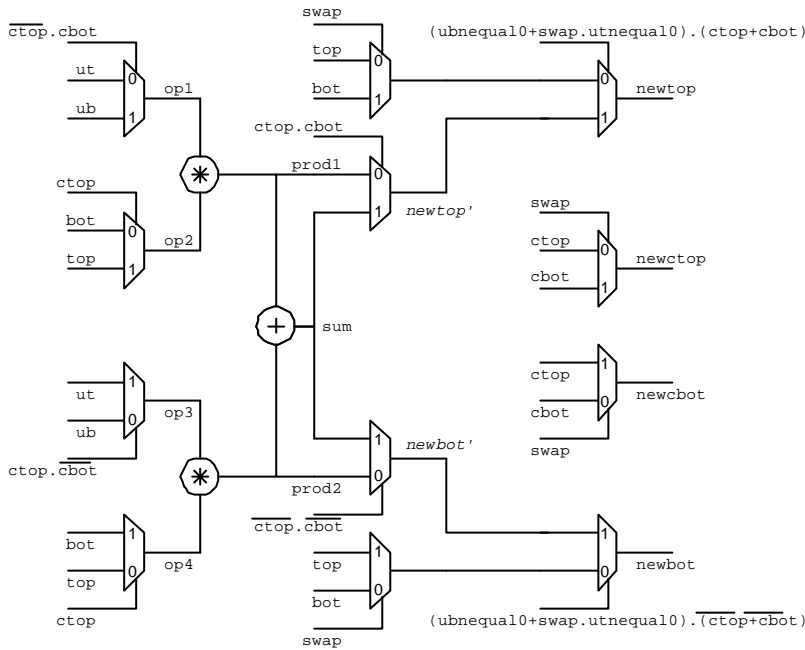 ctop.cbot
ut
0
op1
ub
1
ctop
bot
0
op2
top
1
*
swap
top
0
bot
1
ctop.cbot
prod1
0
1
newtop'
(ubnequal0+swap.utnequal0).(ctop+cbot)
0
newtop
1
swap
ctop
0
newctop
cbot
1
+
sum
1
ctop
newcbot
0
cbot
swap
1
ut
op3
0
ub
ctop.cbot
*
1
bot
0
top
op4
ctop
1
newbot'
0
prod2
ctop.cbot
1
top
0
bot
swap
1
newbot
0
(ubnequal0+swap.utnequal0).(ctop+cbot)